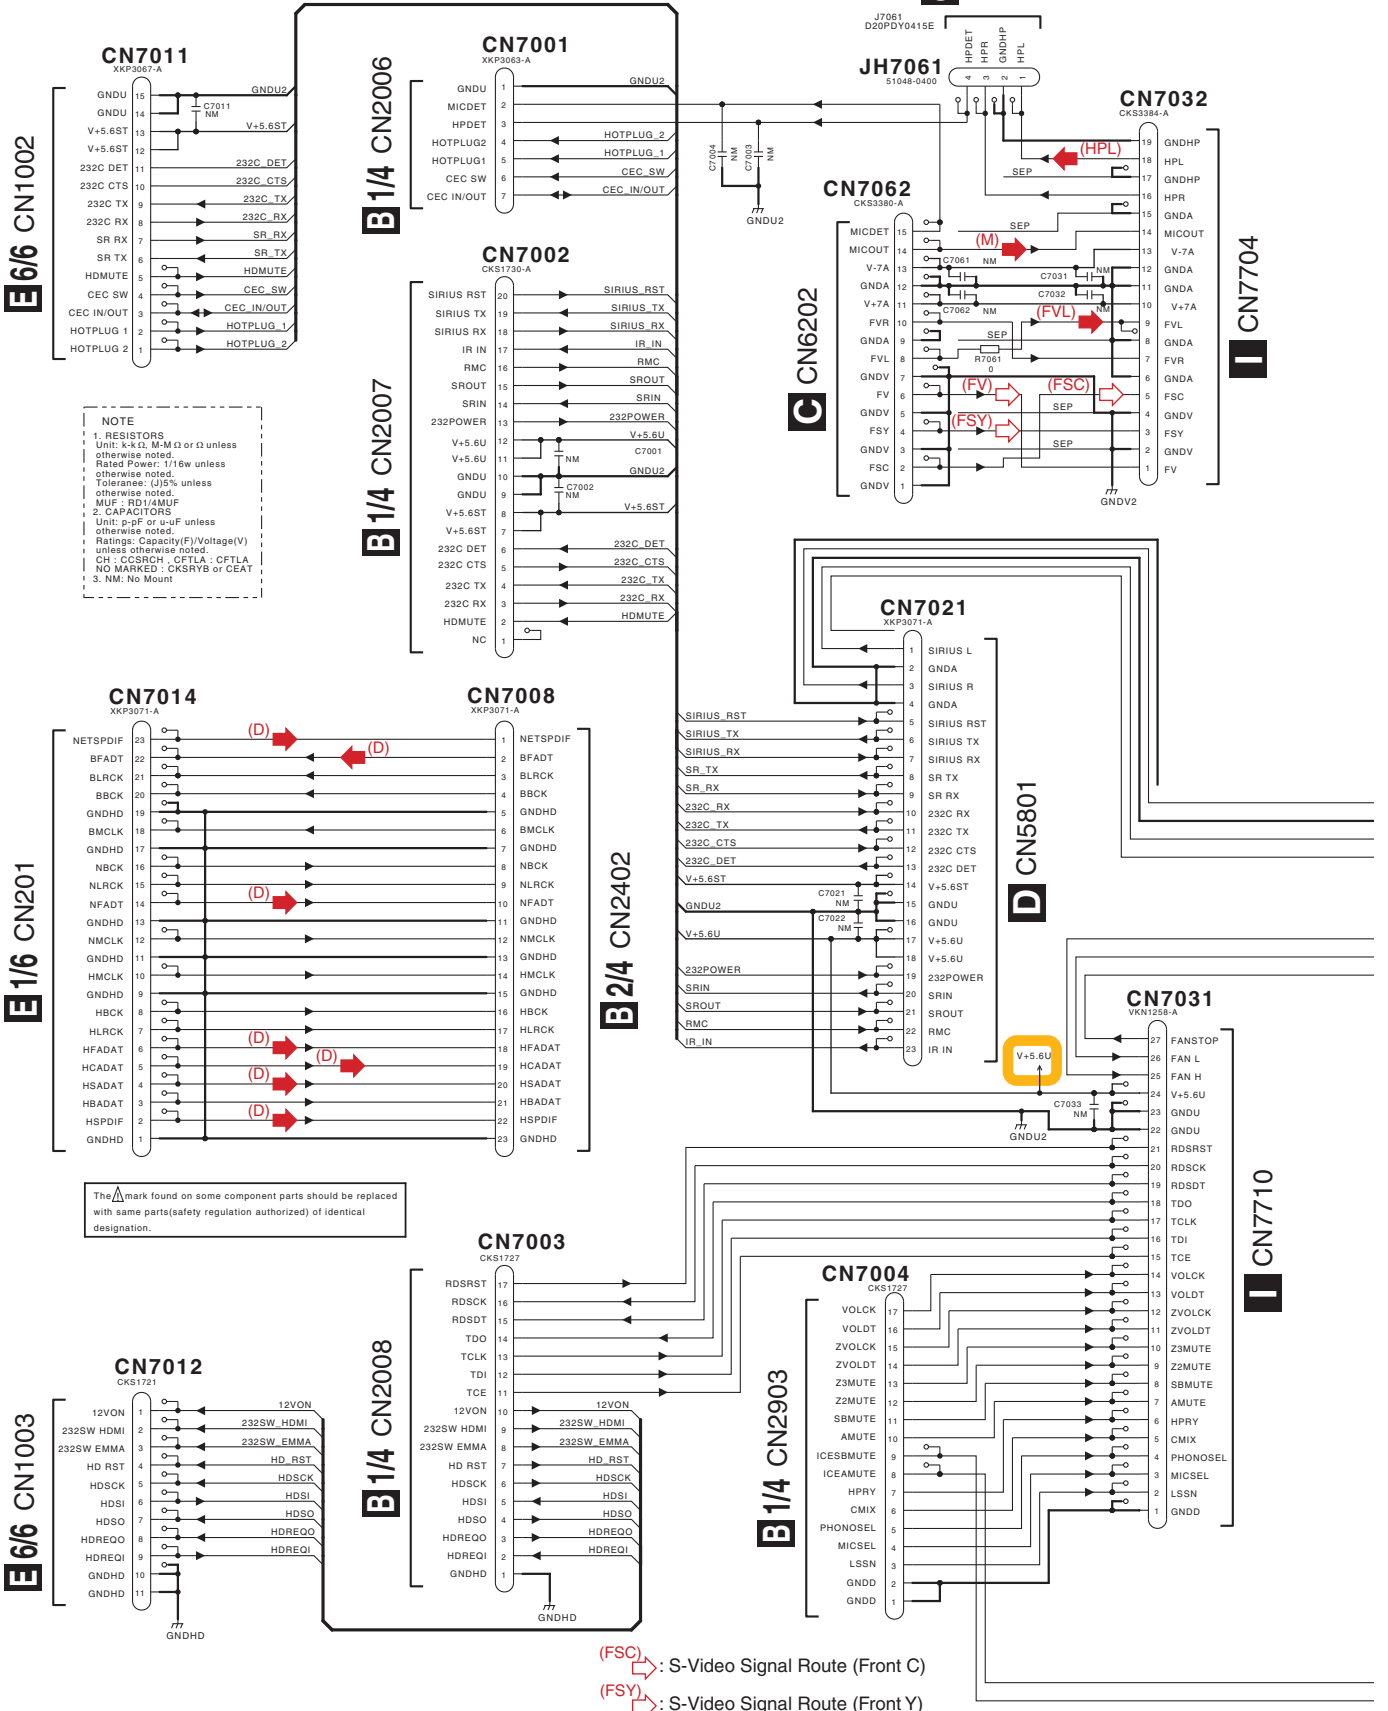 J7061
D20PDY0415E
HPDET
HPR
GNDHP
HPL
JH7061
51048-0400
4 3 2 1
CN7011
XKP3067-A
E 6/6 CN1002
GNDU 15 GNDU2
GNDU 14
C7011
NM
V+5.6ST 13 V+5.6ST
V+5.6ST 12
232C DET 11 232C_DET
232C CTS 10 232C_CTS
232C TX 9 232C_TX
232C RX 8 232C_RX
SR RX 7 SR_RX
SR TX 6 SR_TX
HDMUTE 5 HDMUTE
CEC SW 4 CEC_SW
CEC IN/OUT 3 CEC_IN/OUT
HOTPLUG 1 2 HOTPLUG_1
HOTPLUG 2 1 HOTPLUG_2
CN7001
XKP3063-A
B 1/4 CN2006
GNDU 1 GNDU2
MICDET 2
HPDET 3
HOTPLUG2 4 HOTPLUG_2
HOTPLUG1 5 HOTPLUG_1
CEC SW 6 CEC_SW
CEC IN/OUT 7 CEC_IN/OUT
C7004
NM
C7003
NM
GNDU2
CN7032
CKS3384-A
I CN7704
19 GNDHP
(HPL)
18 HPL
SEP
17 GNDHP
16 HPR
15 GNDA
14 MICOUT
13 V-7A
12 GNDA
11 GNDA
10 V+7A
9 FVL
8 GNDA
7 FVR
6 GNDA
5 FSC
4 GNDV
3 FSY
2 GNDV
1 FV
GNDV2
CN7062
CKS3380-A
C CN6202
MICDET 15
MICOUT 14
V-7A 13
GNDA 12
V+7A 11
FVR 10
GNDA 9
FVL 8
GNDV 7
FV 6
GNDV 5
FSY 4
GNDV 3
FSC 2
GNDV 1
SEP
(M)
C7061 NM
C7031 NM
C7032 NM
C7062 NM
(FVL)
SEP
R7061
0
(FV)
(FSC)
SEP
(FSY)
SEP
CN7002
CKS1730-A
B 1/4 CN2007
SIRIUS RST 20 SIRIUS_RST
SIRIUS TX 19 SIRIUS_TX
SIRIUS RX 18 SIRIUS_RX
IR IN 17 IR_IN
RMC 16 RMC
SROUT 15 SROUT
SRIN 14 SRIN
232POWER 13 232POWER
V+5.6U 12 V+5.6U
V+5.6U 11 NM C7001
GNDU 10 GNDU2
GNDU 9 C7002
NM
V+5.6ST 8 V+5.6ST
V+5.6ST 7
232C DET 6 232C_DET
232C CTS 5 232C_CTS
232C TX 4 232C_TX
232C RX 3 232C_RX
HDMUTE 2 HDMUTE
NC 1
NOTE
1. RESISTORS
Unit: k-kΩ, M-MΩ or Ω unless
otherwise noted.
Rated Power: 1/16w unless
otherwise noted.
Toleranee: (J)5% unless
otherwise noted.
MUF : RD1/4MUF
2. CAPACITORS
Unit: p-pF or u-uF unless
otherwise noted.
Ratings: Capacity(F)/Voltage(V)
unless otherwise noted.
CH : CCSRCH , CFTLA : CFTLA
NO MARKED : CKSRYB or CEAT
3. NM: No Mount
CN7021
XKP3071-A
D CN5801
1 SIRIUS L
2 GNDA
3 SIRIUS R
4 GNDA
SIRIUS_RST 5 SIRIUS RST
SIRIUS_TX 6 SIRIUS TX
SIRIUS_RX 7 SIRIUS RX
SR_TX 8 SR TX
SR_RX 9 SR RX
232C_RX 10 232C RX
232C_TX 11 232C TX
232C_CTS 12 232C CTS
232C_DET 13 232C DET
V+5.6ST 14 V+5.6ST
C7021
NM
GNDU2 15 GNDU
C7022
NM
16 GNDU
V+5.6U 17 V+5.6U
18 V+5.6U
232POWER 19 232POWER
SRIN 20 SRIN
SROUT 21 SROUT
RMC 22 RMC
IR_IN 23 IR IN
CN7014
XKP3071-A
CN7008
XKP3071-A
E 1/6 CN201
B 2/4 CN2402
NETSPDIF 23 (D) 1 NETSPDIF
BFADT 22 (D) 2 BFADT
BLRCK 21 3 BLRCK
BBCK 20 4 BBCK
GNDHD 19 5 GNDHD
BMCLK 18 6 BMCLK
GNDHD 17 7 GNDHD
NBCK 16 8 NBCK
NLRCK 15 9 NLRCK
NFADT 14 (D) 10 NFADT
GNDHD 13 11 GNDHD
NMCLK 12 12 NMCLK
GNDHD 11 13 GNDHD
HMCLK 10 14 HMCLK
GNDHD 9 15 GNDHD
HBCK 8 16 HBCK
HLRCK 7 17 HLRCK
HFADAT 6 (D) 18 HFADAT
HCADAT 5 (D) 19 HCADAT
HSADAT 4 (D) 20 HSADAT
HBADAT 3 21 HBADAT
HSPDIF 2 (D) 22 HSPDIF
GNDHD 1 23 GNDHD
The ⚠ mark found on some component parts should be replaced
with same parts(safety regulation authorized) of identical
designation.
CN7031
VKN1258-A
I CN7710
V+5.6U
C7033
NM
GNDU2
27 FANSTOP
26 FAN L
25 FAN H
24 V+5.6U
23 GNDU
22 GNDU
21 RDSRST
20 RDSCK
19 RDSDT
18 TDO
17 TCLK
16 TDI
15 TCE
14 VOLCK
13 VOLDT
12 ZVOLCK
11 ZVOLDT
10 Z3MUTE
9 Z2MUTE
8 SBMUTE
7 AMUTE
6 HPRY
5 CMIX
4 PHONOSEL
3 MICSEL
2 LSSN
1 GNDD
CN7003
CKS1727
B 1/4 CN2008
RDSRST 17
RDSCK 16
RDSDT 15
TDO 14
TCLK 13
TDI 12
TCE 11
12VON 10 12VON
232SW HDMI 9 232SW_HDMI
232SW EMMA 8 232SW_EMMA
HD RST 7 HD_RST
HDSCK 6 HDSCK
HDSI 5 HDSI
HDSO 4 HDSO
HDREQO 3 HDREQO
HDREQI 2 HDREQI
GNDHD 1
GNDHD
CN7004
CKS1727
B 1/4 CN2903
VOLCK 17
VOLDT 16
ZVOLCK 15
ZVOLDT 14
Z3MUTE 13
Z2MUTE 12
SBMUTE 11
AMUTE 10
ICESBMUTE 9
ICEAMUTE 8
HPRY 7
CMIX 6
PHONOSEL 5
MICSEL 4
LSSN 3
GNDD 2
GNDD 1
CN7012
CKS1721
E 6/6 CN1003
12VON 1 12VON
232SW HDMI 2 232SW_HDMI
232SW EMMA 3 232SW_EMMA
HD RST 4 HD_RST
HDSCK 5 HDSCK
HDSI 6 HDSI
HDSO 7 HDSO
HDREQO 8 HDREQO
HDREQI 9 HDREQI
GNDHD 10
GNDHD 11
GNDHD
(FSC) : S-Video Signal Route (Front C)
(FSY) : S-Video Signal Route (Front Y)